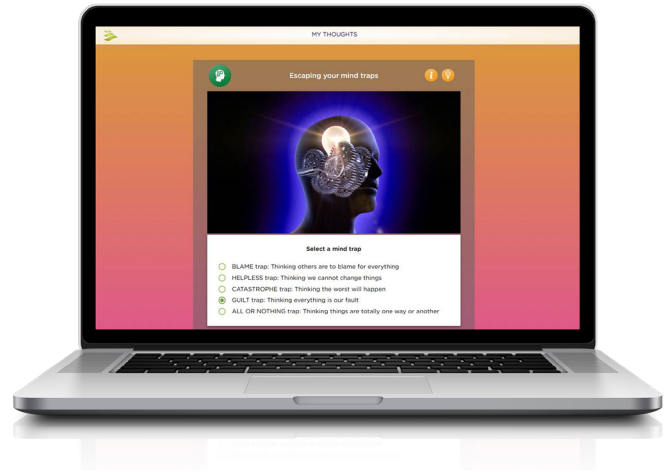 MY THOUGHTS
Escaping your mind traps
i
Select a mind trap
BLAME trap: Thinking others are to blame for everything
HELPLESS trap: Thinking we cannot change things
CATASTROPHE trap: Thinking the worst will happen
GUILT trap: Thinking everything is our fault
ALL OR NOTHING trap: Thinking things are totally one way or another